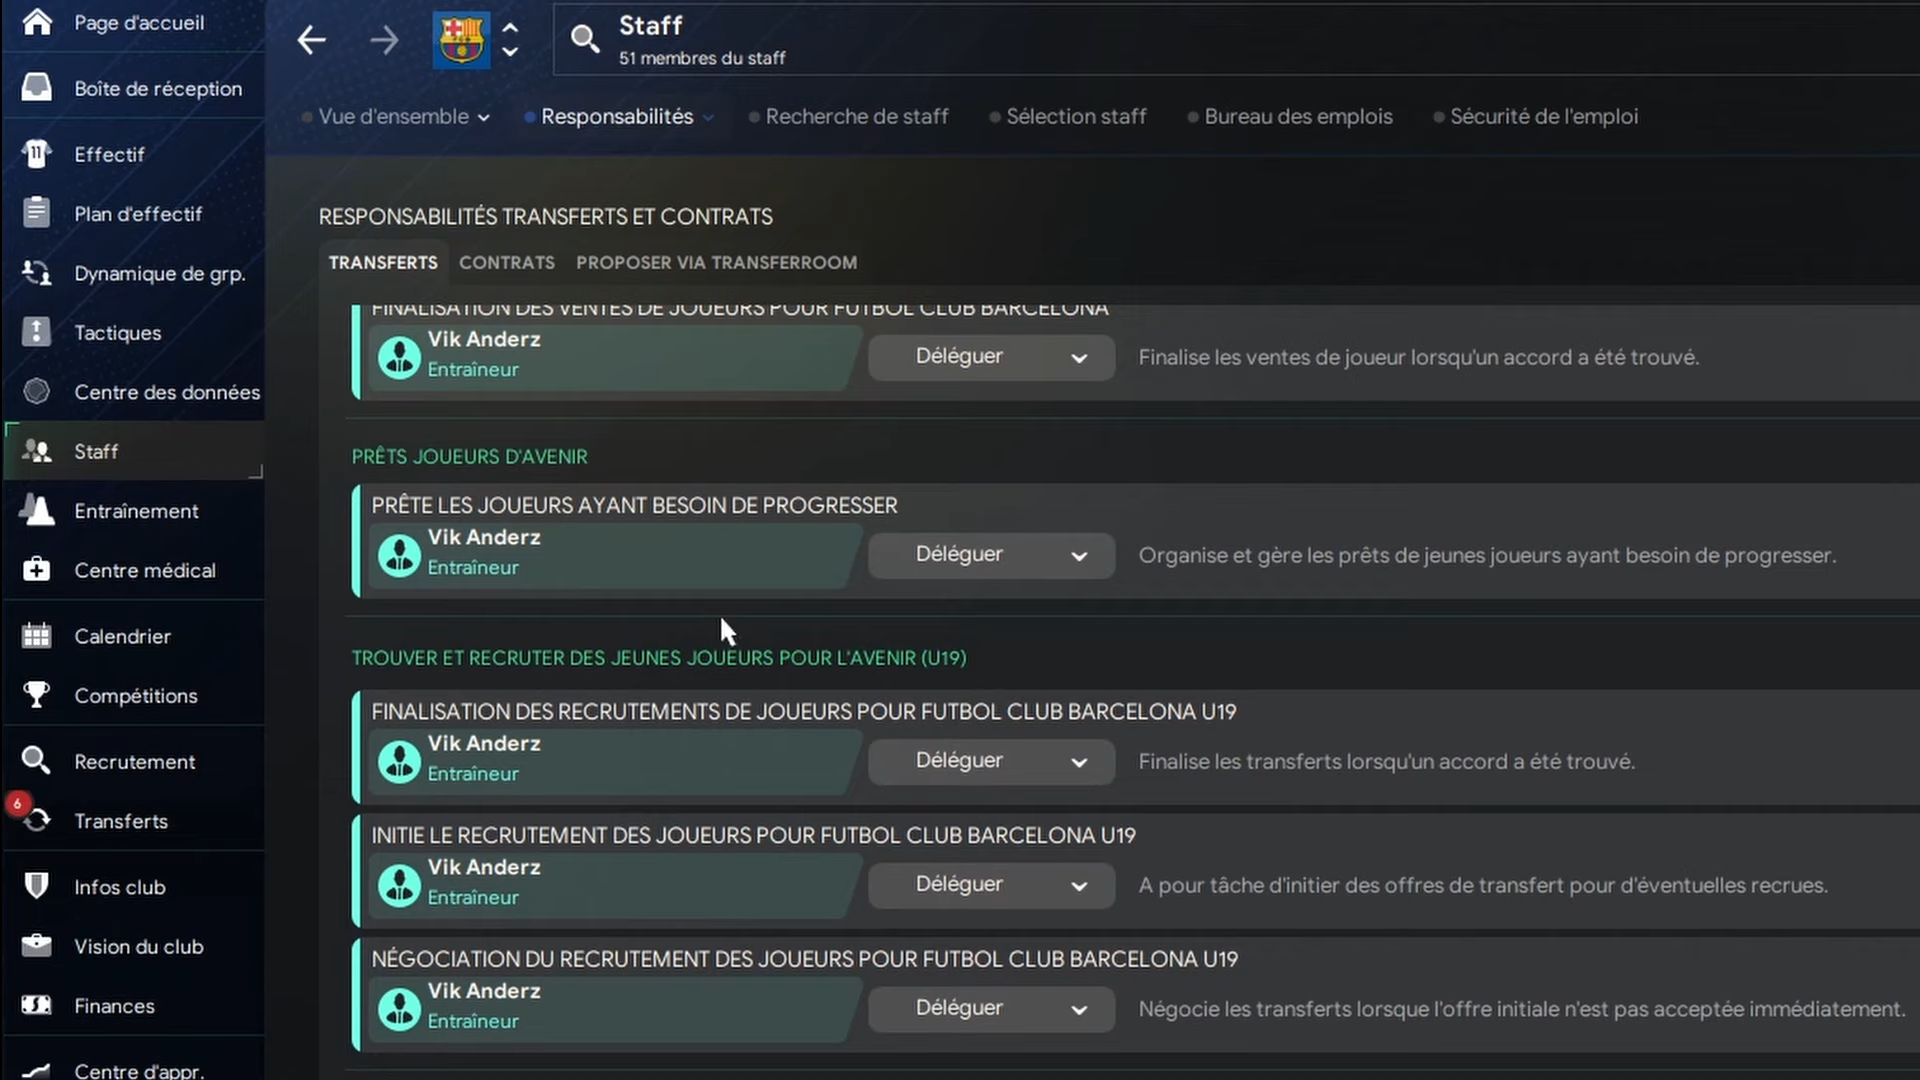 Page d'accueil
Boîte de réception
Effectif
Plan d'effectif
Dynamique de grp.
Tactiques
Centre des données
Staff
Entraînement
Centre médical
Calendrier
Compétitions
Recrutement
6
Transferts
Infos club
Vision du club
Finances
Centre d'appr.
Staff
51 membres du staff
Vue d'ensemble
Responsabilités
Recherche de staff
Sélection staff
Bureau des emplois
Sécurité de l'emploi
RESPONSABILITÉS TRANSFERTS ET CONTRATS
TRANSFERTS CONTRATS PROPOSER VIA TRANSFERROOM
FINALISATION DES VENTES DE JOUEURS POUR FUTBOL CLUB BARCELONA
Vik Anderz
Entraîneur
Déléguer
Finalise les ventes de joueur lorsqu'un accord a été trouvé.
PRÊTS JOUEURS D'AVENIR
PRÊTE LES JOUEURS AYANT BESOIN DE PROGRESSER
Vik Anderz
Entraîneur
Déléguer
Organise et gère les prêts de jeunes joueurs ayant besoin de progresser.
TROUVER ET RECRUTER DES JEUNES JOUEURS POUR L'AVENIR (U19)
FINALISATION DES RECRUTEMENTS DE JOUEURS POUR FUTBOL CLUB BARCELONA U19
Vik Anderz
Entraîneur
Déléguer
Finalise les transferts lorsqu'un accord a été trouvé.
INITIE LE RECRUTEMENT DES JOUEURS POUR FUTBOL CLUB BARCELONA U19
Vik Anderz
Entraîneur
Déléguer
A pour tâche d'initier des offres de transfert pour d'éventuelles recrues.
NÉGOCIATION DU RECRUTEMENT DES JOUEURS POUR FUTBOL CLUB BARCELONA U19
Vik Anderz
Entraîneur
Déléguer
Négocie les transferts lorsque l'offre initiale n'est pas acceptée immédiatement.